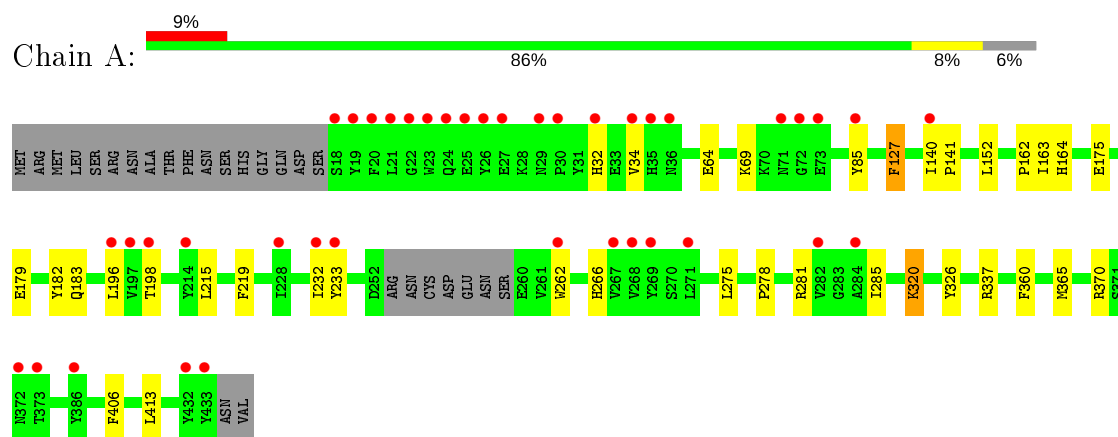 9%
Chain A:
86% 8% 6%
MET ARG MET LEU SER ARG ASN ALA THR PHE ASN SER HIS GLY GLN ASP SER S18 Y19 F20 L21 G22 W23 Q24 E25 Y26 E27 K28 N29 P30 Y31 H32 E33 V34 H35 N36 E64 K69 K70 N71 G72 E73 Y85 F127 I140 P141 L152 P162 I163 H164 E175
E179 Y182 Q183 L196 V197 T198 Y214 L215 F219 I228 I232 Y233 D252 ARG ASN CYS ASP GLU ASN SER E260 V261 W262 H266 V267 V268 Y269 S270 L271 L275 P278 R281 V282 G283 A284 I285 K320 Y326 R337 F360 M365 R370 S371
N372 T373 Y386 F406 L413 Y432 Y433 ASN VAL